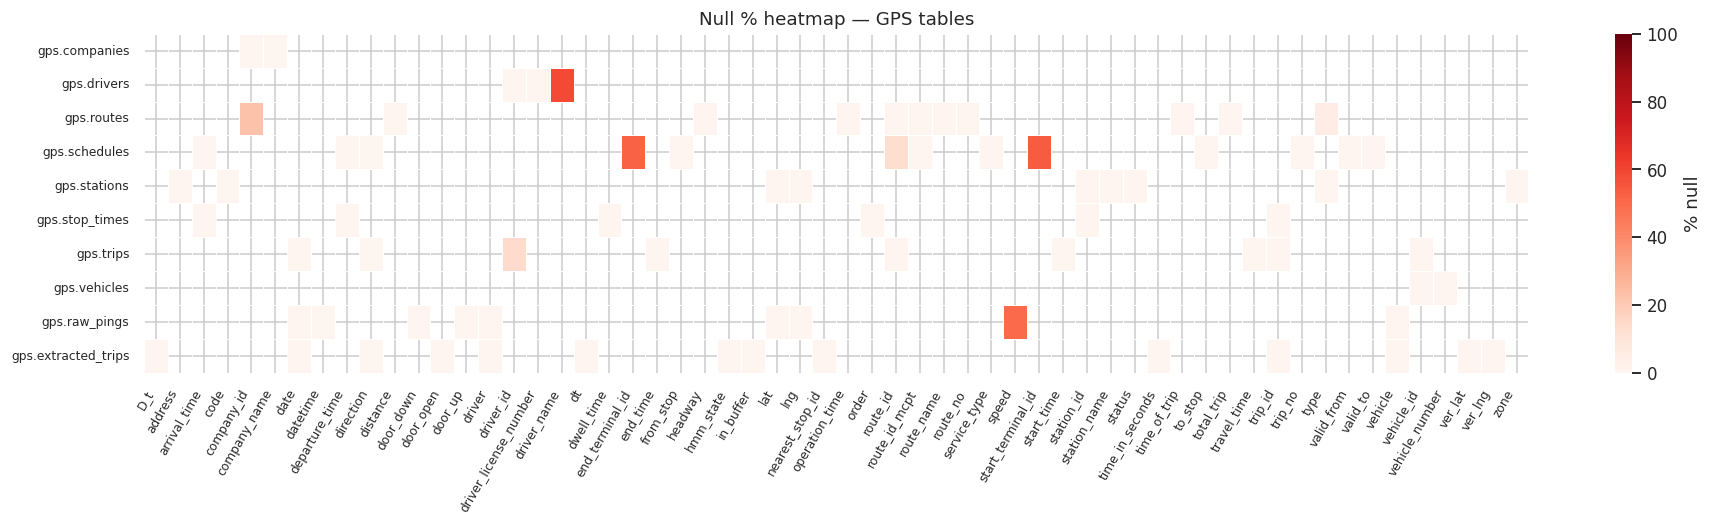 Null % heatmap — GPS tables
gps.companies
gps.drivers
gps.routes
gps.schedules
gps.stations
gps.stop_times
gps.trips
gps.vehicles
gps.raw_pings
gps.extracted_trips
D_t
address
arrival_time
code
company_id
company_name
date
datetime
departure_time
direction
distance
door_down
door_open
door_up
driver
driver_id
driver_license_number
driver_name
dt
dwell_time
end_terminal_id
end_time
from_stop
headway
hmm_state
in_buffer
lat
lng
nearest_stop_id
operation_time
order
route_id
route_id_mcpt
route_name
route_no
service_type
speed
start_terminal_id
start_time
station_id
station_name
status
time_in_seconds
time_of_trip
to_stop
total_trip
travel_time
trip_id
trip_no
type
valid_from
valid_to
vehicle
vehicle_id
vehicle_number
ver_lat
ver_lng
zone
100
80
60
40
20
0
% null